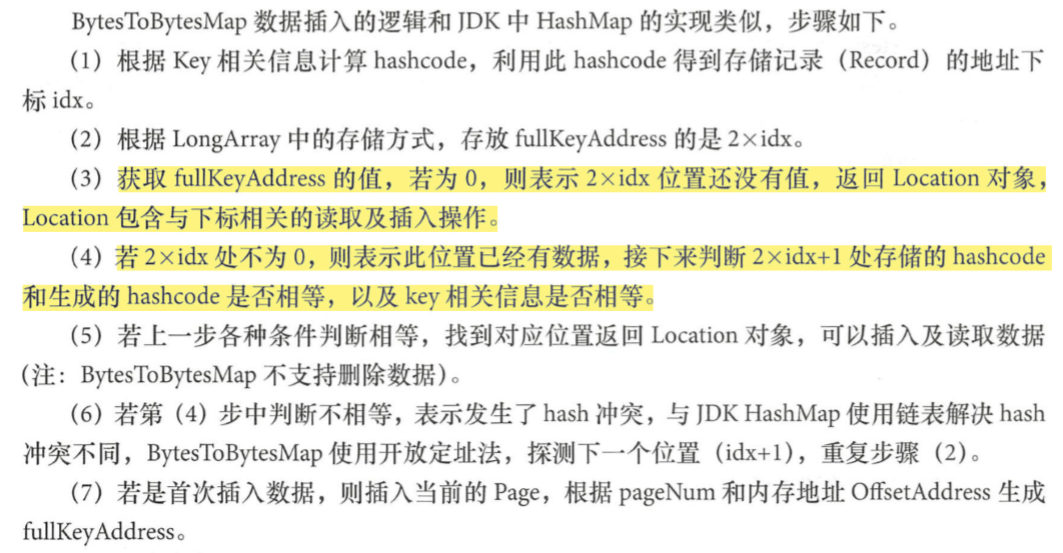 BytesToBytesMap 数据插入的逻辑和 JDK 中 HashMap 的实现类似，步骤如下。
（1）根据 Key 相关信息计算 hashcode，利用此 hashcode 得到存储记录（Record）的地址下
标 idx。
（2）根据 LongArray 中的存储方式，存放 fullKeyAddress 的是 2×idx。
（3）获取 fullKeyAddress 的值，若为 0，则表示 2×idx 位置还没有值，返回 Location 对象，
Location 包含与下标相关的读取及插入操作。
（4）若 2×idx 处不为 0，则表示此位置已经有数据，接下来判断 2×idx+1 处存储的 hashcode
和生成的 hashcode 是否相等，以及 key 相关信息是否相等。
（5）若上一步各种条件判断相等，找到对应位置返回 Location 对象，可以插入及读取数据
（注：BytesToBytesMap 不支持删除数据）。
（6）若第（4）步中判断不相等，表示发生了 hash 冲突，与 JDK HashMap 使用链表解决 hash
冲突不同，BytesToBytesMap 使用开放定址法，探测下一个位置（idx+1），重复步骤（2）。
（7）若是首次插入数据，则插入当前的 Page，根据 pageNum 和内存地址 OffsetAddress 生成
fullKeyAddress。